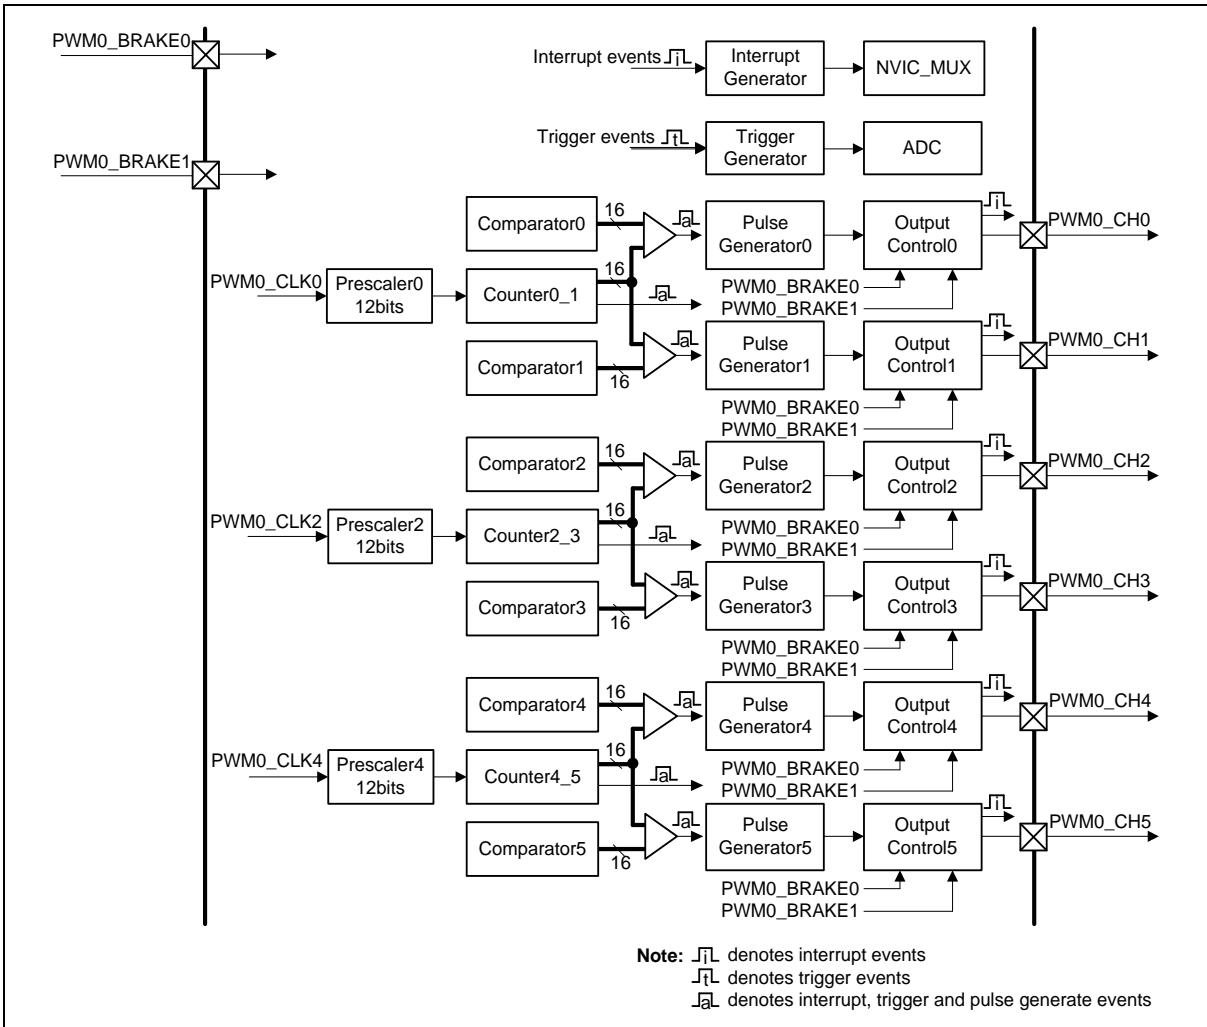 PWM0_BRAKE0
Interrupt events i
Interrupt
Generator
NVIC_MUX
PWM0_BRAKE1
Trigger events t
Trigger
Generator
ADC
Comparator0
16
a
Pulse
Generator0
Output
Control0
i
PWM0_CH0
PWM0_CLK0
Prescaler0
12bits
Counter0_1
16
a
PWM0_BRAKE0
PWM0_BRAKE1
Comparator1
16
a
Pulse
Generator1
Output
Control1
i
PWM0_CH1
PWM0_BRAKE0
PWM0_BRAKE1
Comparator2
16
a
Pulse
Generator2
Output
Control2
i
PWM0_CH2
PWM0_CLK2
Prescaler2
12bits
Counter2_3
16
a
PWM0_BRAKE0
PWM0_BRAKE1
Comparator3
16
a
Pulse
Generator3
Output
Control3
i
PWM0_CH3
PWM0_BRAKE0
PWM0_BRAKE1
Comparator4
16
a
Pulse
Generator4
Output
Control4
i
PWM0_CH4
PWM0_CLK4
Prescaler4
12bits
Counter4_5
16
a
PWM0_BRAKE0
PWM0_BRAKE1
Comparator5
16
a
Pulse
Generator5
Output
Control5
i
PWM0_CH5
PWM0_BRAKE0
PWM0_BRAKE1
Note: i denotes interrupt events
t denotes trigger events
a denotes interrupt, trigger and pulse generate events